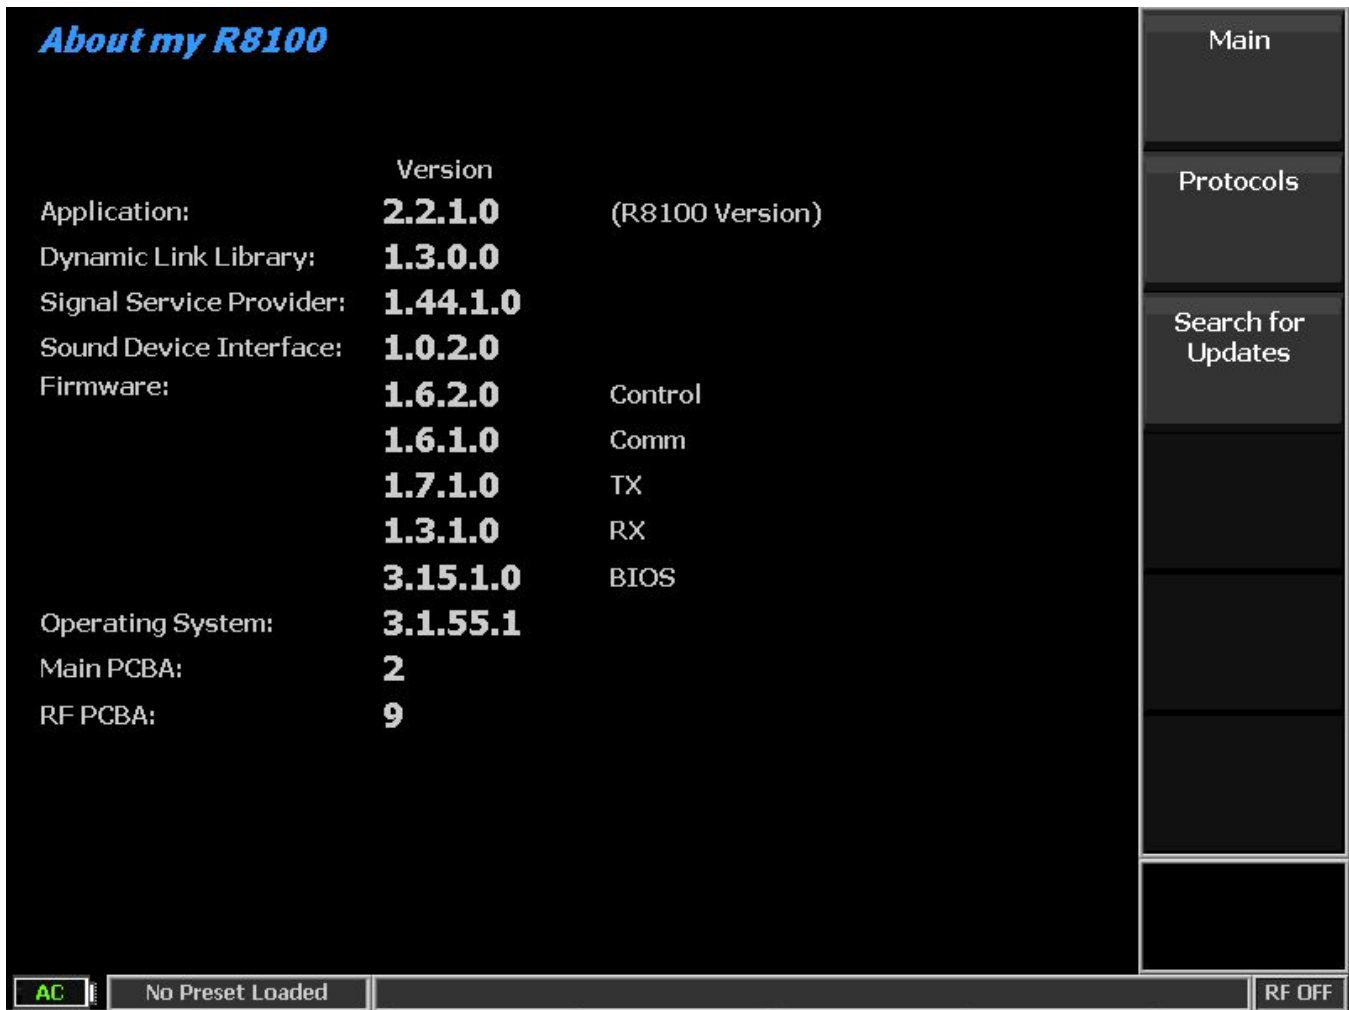 About my R8100
Main
Version
Protocols
Application: 2.2.1.0 (R8100 Version)
Dynamic Link Library: 1.3.0.0
Signal Service Provider: 1.44.1.0
Search for
Updates
Sound Device Interface: 1.0.2.0
Firmware: 1.6.2.0 Control
1.6.1.0 Comm
1.7.1.0 TX
1.3.1.0 RX
3.15.1.0 BIOS
Operating System: 3.1.55.1
Main PCBA: 2
RF PCBA: 9
AC No Preset Loaded RF OFF